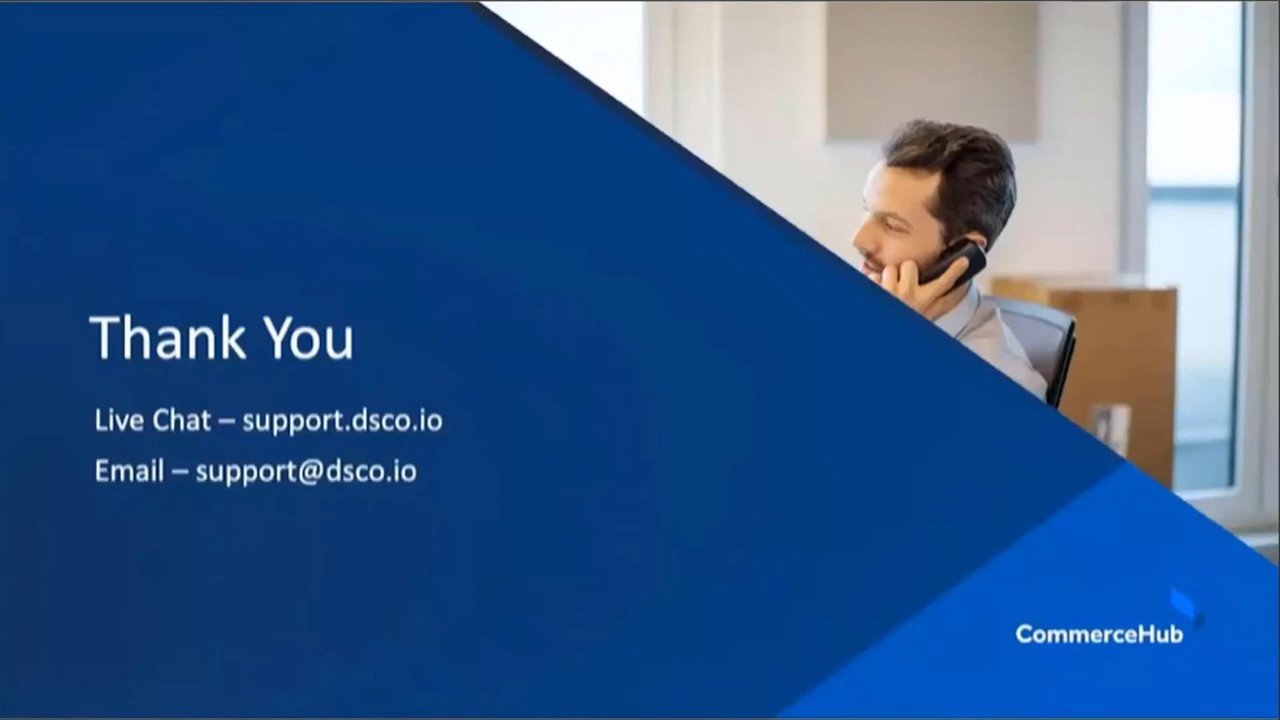 Thank You
Live Chat – support.dsco.io
Email – support@dsco.io
CommerceHub